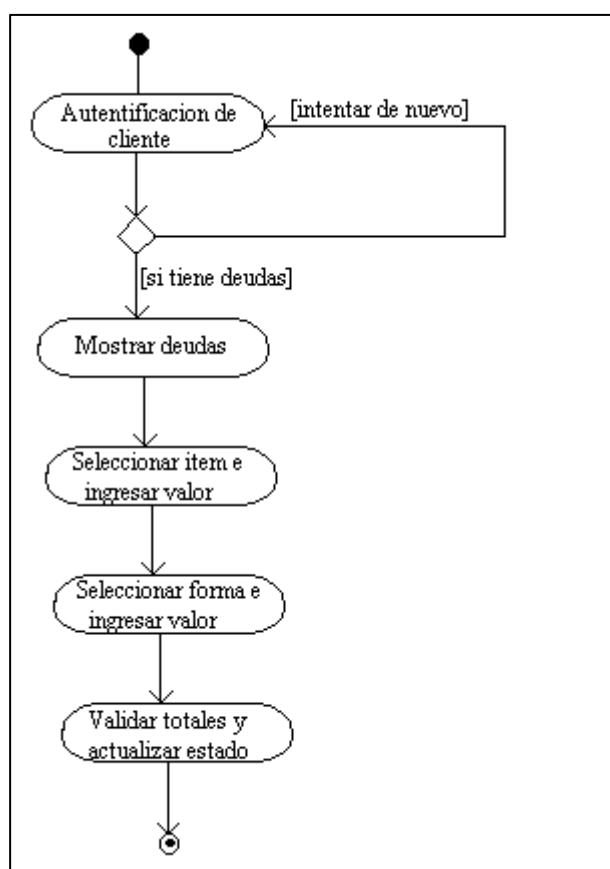 Autentificacion de
cliente
[intentar de nuevo]
[si tiene deudas]
Mostrar deudas
Seleccionar item e
ingresar valor
Seleccionar forma e
ingresar valor
Validar totales y
actualizar estado